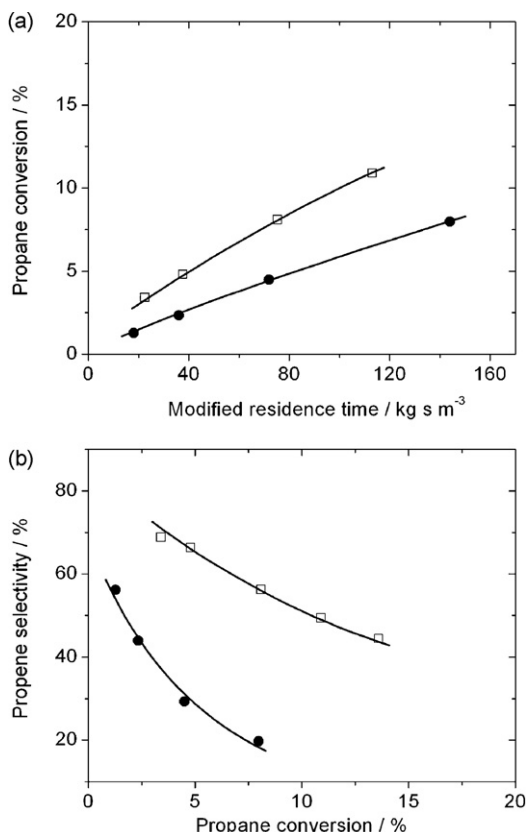 (a)
20
15
10
5
0
Propane conversion / %
0 40 80 120 160
Modified residence time / kg s m⁻³
(b)
80
60
40
20
Propene selectivity / %
0 5 10 15 20
Propane conversion / %